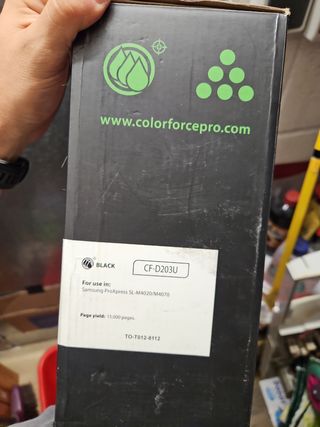 www.colorforcepro.com
BLACK
CF-D203U
For use in:
Samsung ProXpress SL-M4020/M4070
Page yield: 15,000 pages.
TO-T012-8112